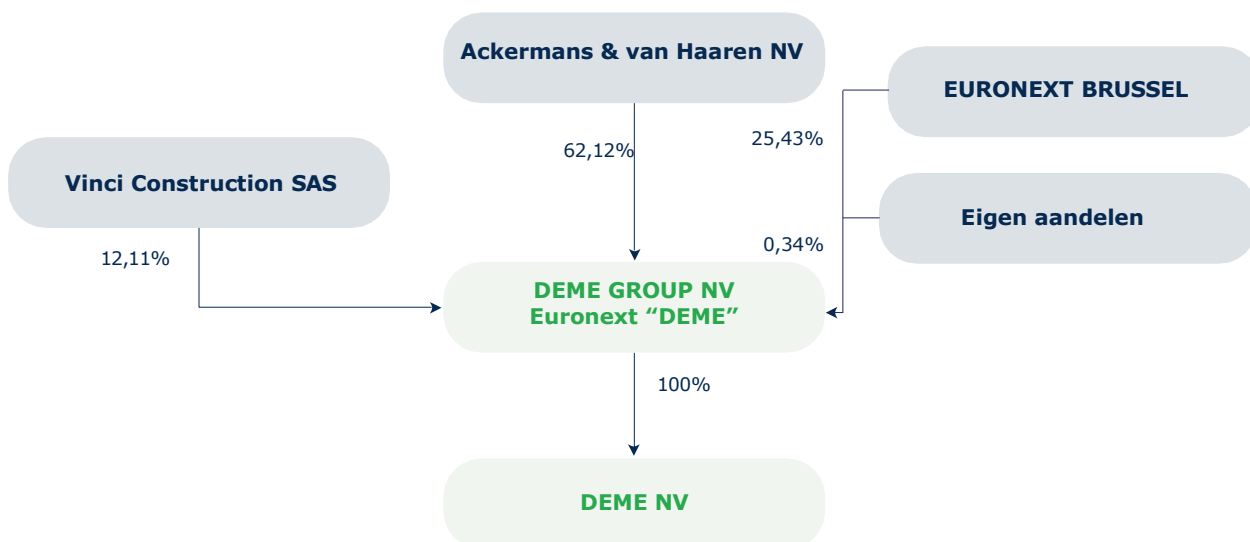 Ackermans & van Haaren NV
EURONEXT BRUSSEL
25,43%
62,12%
Vinci Construction SAS
Eigen aandelen
0,34%
12,11%
DEME GROUP NV
Euronext “DEME”
100%
DEME NV